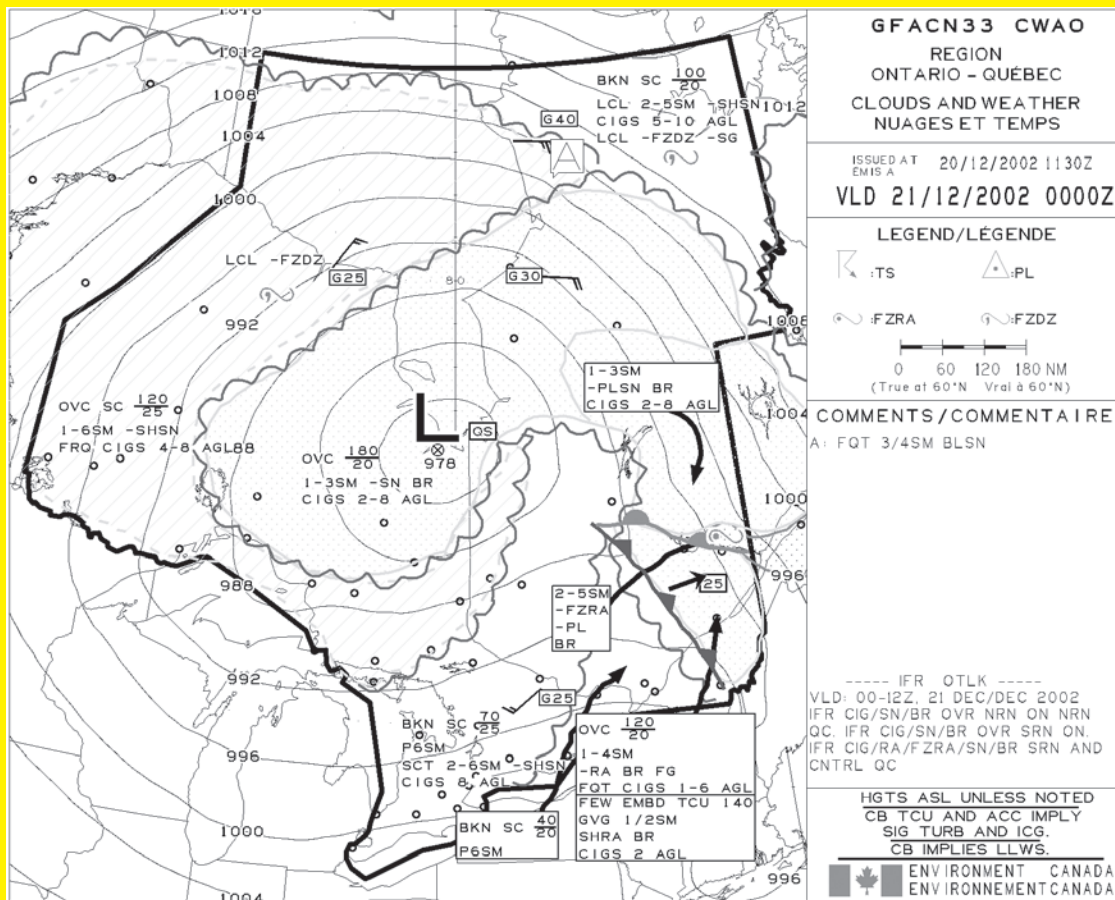 1016
1012
1008
1004
1000
992
988
992
996
1000
1004
BKN SC 100/20
LCL 2-5SM -SHSN
CIGS 5-10 AGL
LCL -FZDZ -SG
1012
G40
A
LCL -FZDZ
G25
G30
80
1008
1-3SM
-PLSN BR
CIGS 2-8 AGL
1004
OVC SC 120/25
1-6SM -SHSN
FRQ CIGS 4-8 AGL
88
L
QS
978
OVC 180/20
1-3SM -SN BR
CIGS 2-8 AGL
1000
996
25
2-5SM
-FZRA
-PL
BR
G25
BKN SC 70/25
P6SM
SCT 2-6SM -SHSN
CIGS 8 AGL
BKN SC 40/20
P6SM
OVC 120/20
1-4SM
-RA BR FG
FQT CIGS 1-6 AGL
FEW EMBD TCU 140
GVG 1/2SM
SHRA BR
CIGS 2 AGL
996
GFACN33 CWAO
REGION
ONTARIO - QUÉBEC
CLOUDS AND WEATHER
NUAGES ET TEMPS
ISSUED AT 20/12/2002 1130Z
EMIS A
VLD 21/12/2002 0000Z
LEGEND/LÉGENDE
:TS :PL
:FZRA :FZDZ
0 60 120 180 NM
(True at 60°N Vrai à 60°N)
COMMENTS/COMMENTAIRE
A: FQT 3/4SM BLSN
----- IFR OTLK -----
VLD: 00-12Z, 21 DEC/DEC 2002
IFR CIG/SN/BR OVR NRN ON NRN
QC. IFR CIG/SN/BR OVR SRN ON.
IFR CIG/RA/FZRA/SN/BR SRN AND
CNTRL QC
HGTS ASL UNLESS NOTED
CB TCU AND ACC IMPLY
SIG TURB AND ICG.
CB IMPLIES LLWS.
ENVIRONMENT CANADA
ENVIRONNEMENT CANADA